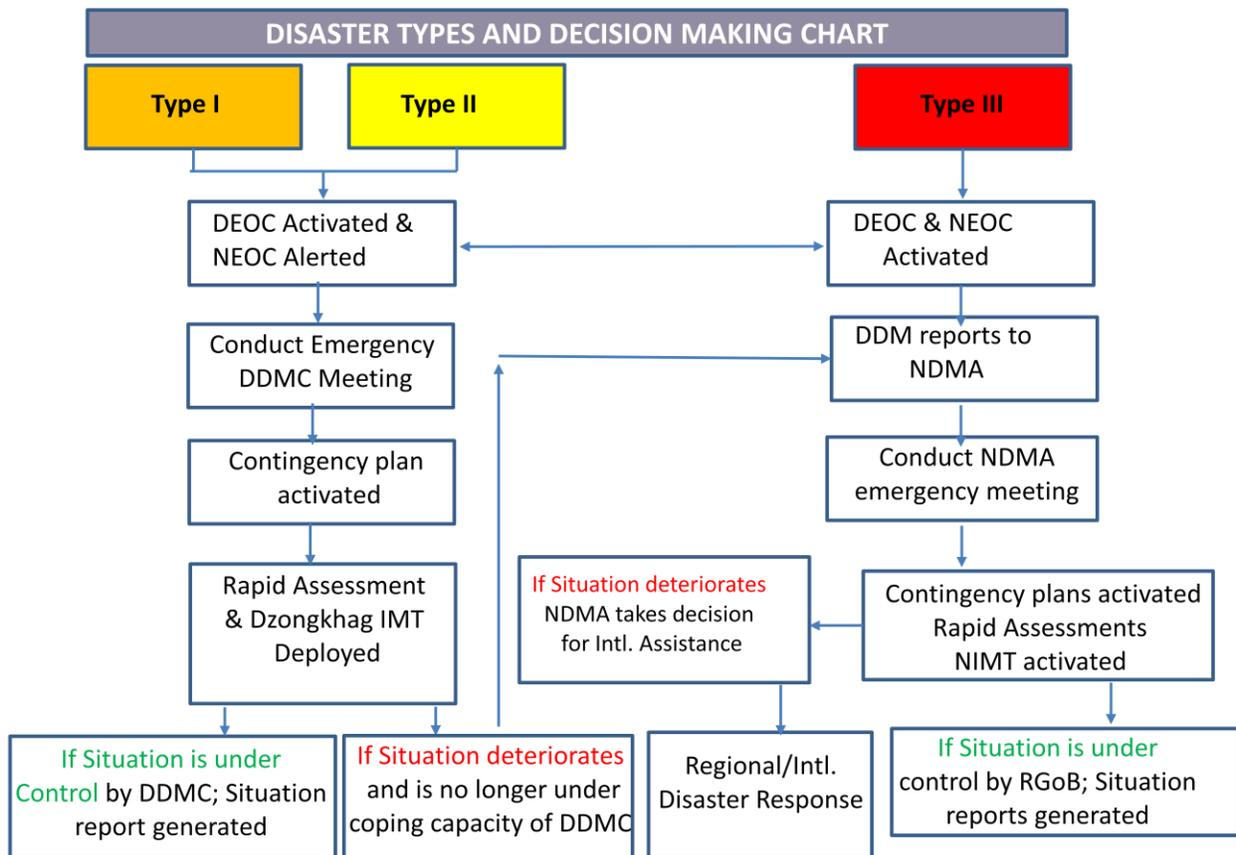 DISASTER TYPES AND DECISION MAKING CHART
Type I
Type II
Type III
DEOC Activated &
NEOC Alerted
DEOC & NEOC
Activated
Conduct Emergency
DDMC Meeting
DDM reports to
NDMA
Contingency plan
activated
Conduct NDMA
emergency meeting
Rapid Assessment
& Dzongkhag IMT
Deployed
If Situation deteriorates
NDMA takes decision
for Intl. Assistance
Contingency plans activated
Rapid Assessments
NIMT activated
If Situation is under
Control by DDMC; Situation
report generated
If Situation deteriorates
and is no longer under
coping capacity of DDMC
Regional/Intl.
Disaster Response
If Situation is under
control by RGoB; Situation
reports generated